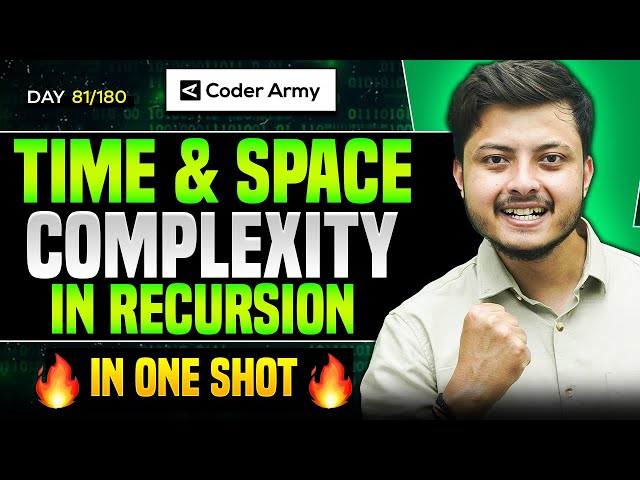 DAY 81/180
Coder Army
TIME & SPACE
COMPLEXITY
IN RECURSION
IN ONE SHOT